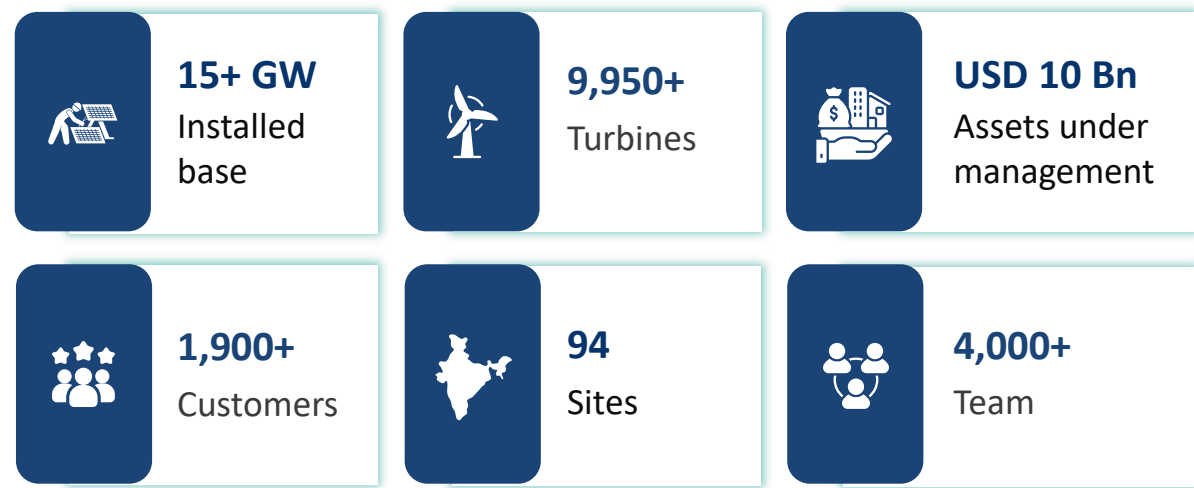 15+ GW
Installed
base
9,950+
Turbines
USD 10 Bn
Assets under
management
1,900+
Customers
94
Sites
4,000+
Team